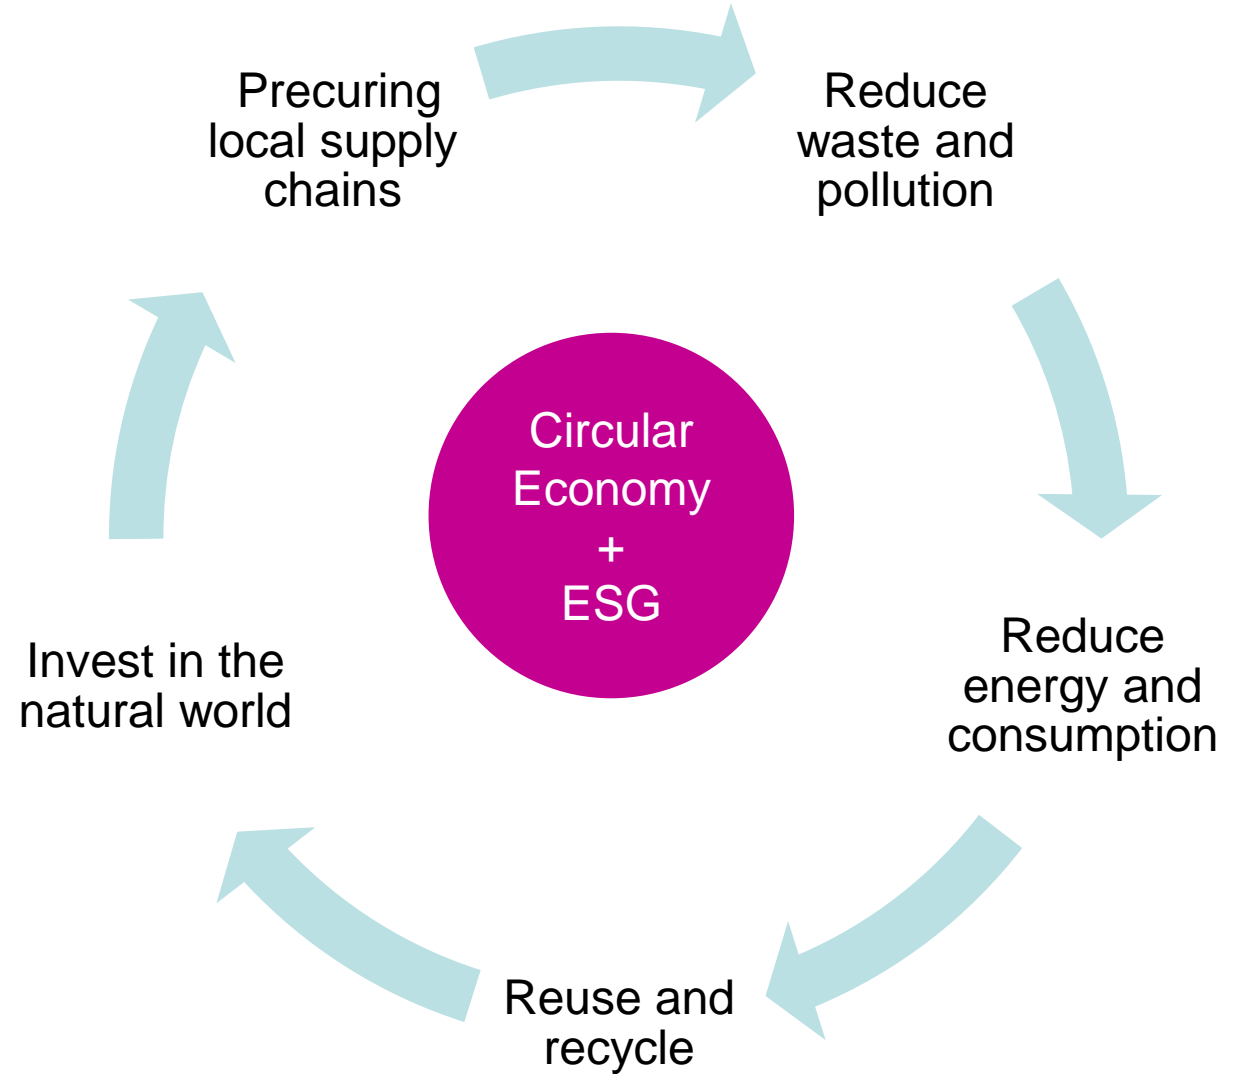 Precuring
local supply
chains
Reduce
waste and
pollution
Circular
Economy
+
ESG
Reduce
energy and
consumption
Invest in the
natural world
Reuse and
recycle